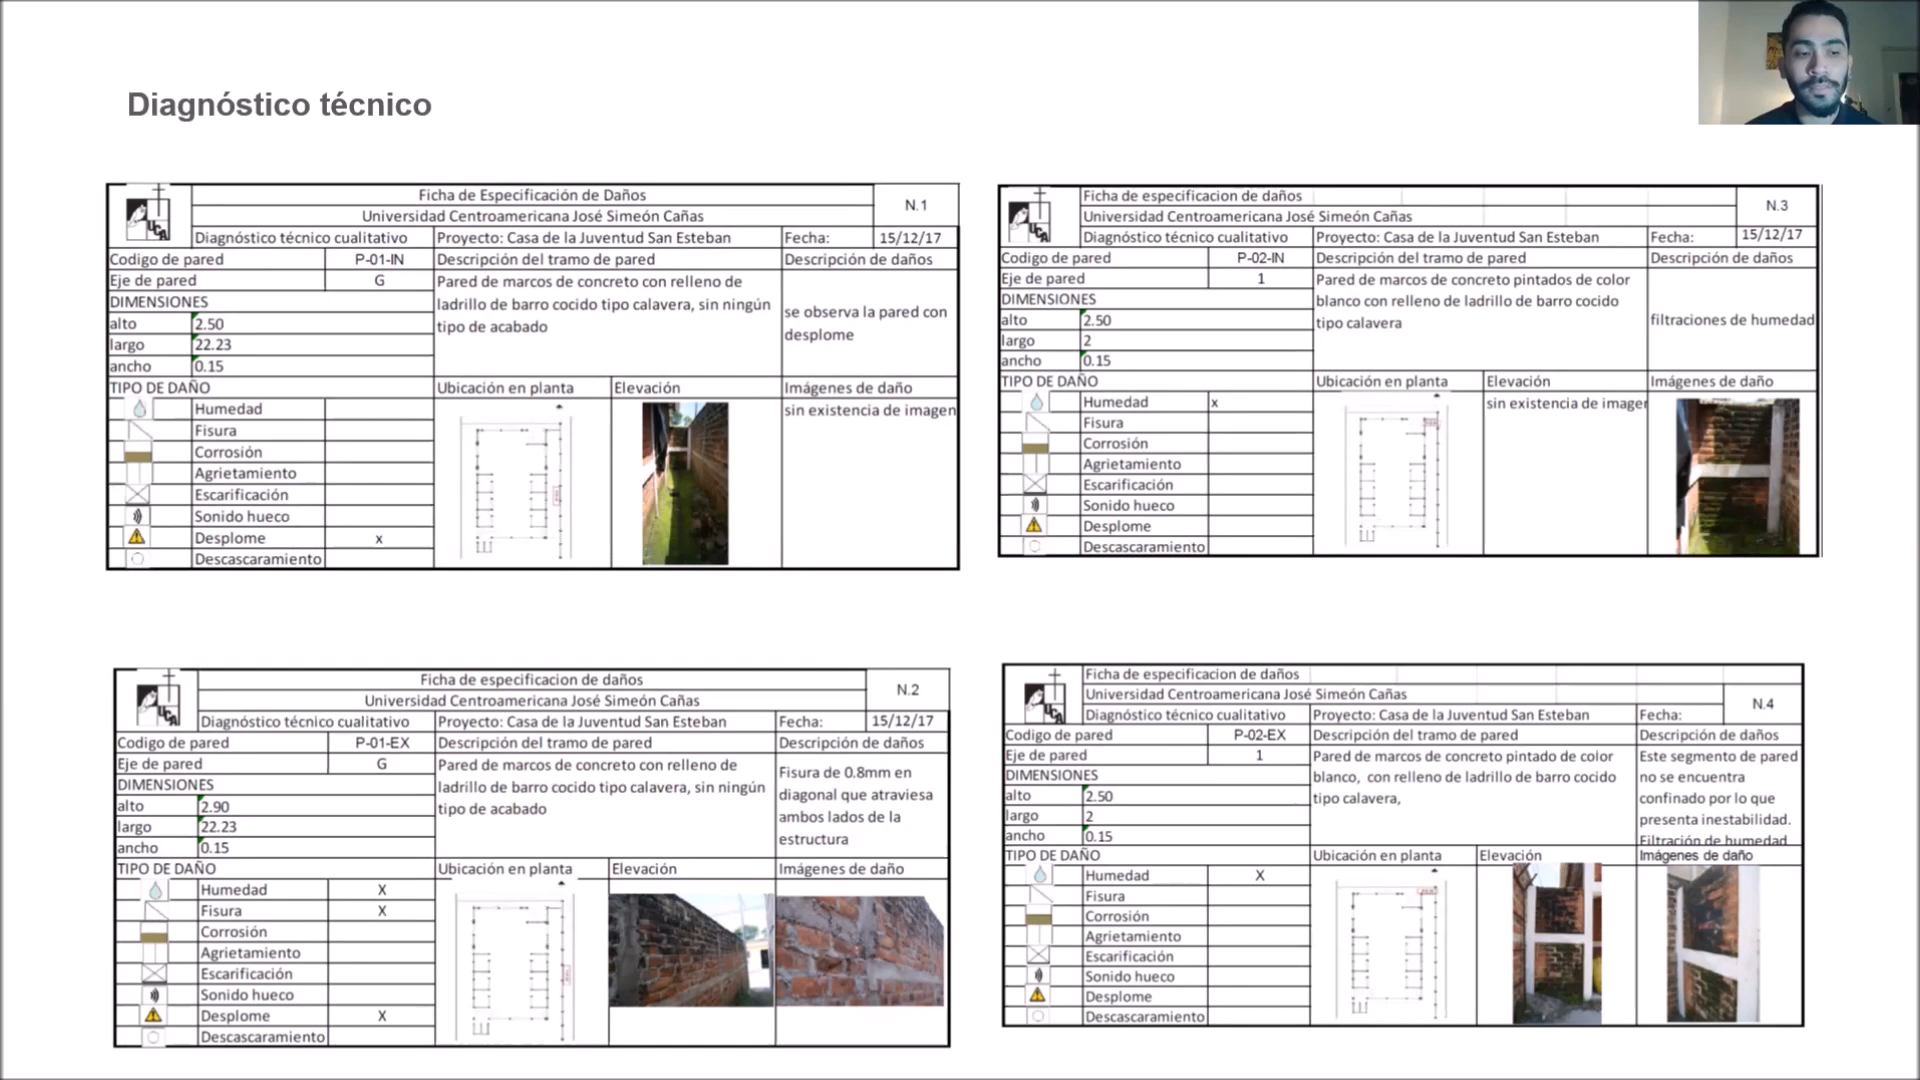 Diagnóstico técnico
Ficha de Especificación de Daños
N.1
Universidad Centroamericana José Simeón Cañas
UCA
Diagnóstico técnico cualitativo
Proyecto: Casa de la Juventud San Esteban
Fecha:
15/12/17
Codigo de pared
P-01-IN
Descripción del tramo de pared
Descripción de daños
Eje de pared
G
Pared de marcos de concreto con relleno de
ladrillo de barro cocido tipo calavera, sin ningún
tipo de acabado
se observa la pared con
desplome
DIMENSIONES
alto
2.50
largo
22.23
ancho
0.15
TIPO DE DAÑO
Ubicación en planta
Elevación
Imágenes de daño
sin existencia de imagen
Humedad
Fisura
Corrosión
Agrietamiento
Escarificación
Sonido hueco
Desplome
x
Descascaramiento
Ficha de especificacion de daños
N.3
Universidad Centroamericana José Simeón Cañas
UCA
Diagnóstico técnico cualitativo
Proyecto: Casa de la Juventud San Esteban
Fecha:
15/12/17
Codigo de pared
P-02-IN
Descripción del tramo de pared
Descripción de daños
Eje de pared
1
Pared de marcos de concreto pintados de color
blanco con relleno de ladrillo de barro cocido
tipo calavera
filtraciones de humedad
DIMENSIONES
alto
2.50
largo
2
ancho
0.15
TIPO DE DAÑO
Ubicación en planta
Elevación
Imágenes de daño
Humedad
x
sin existencia de imager
Fisura
Corrosión
Agrietamiento
Escarificación
Sonido hueco
Desplome
Descascaramiento
Ficha de especificacion de daños
N.2
Universidad Centroamericana José Simeón Cañas
UCA
Diagnóstico técnico cualitativo
Proyecto: Casa de la Juventud San Esteban
Fecha:
15/12/17
Codigo de pared
P-01-EX
Descripción del tramo de pared
Descripción de daños
Eje de pared
G
Pared de marcos de concreto con relleno de
ladrillo de barro cocido tipo calavera, sin ningún
tipo de acabado
Fisura de 0.8mm en
diagonal que atraviesa
ambos lados de la
estructura
DIMENSIONES
alto
2.90
largo
22.23
ancho
0.15
TIPO DE DAÑO
Ubicación en planta
Elevación
Imágenes de daño
Humedad
X
Fisura
X
Corrosión
Agrietamiento
Escarificación
Sonido hueco
Desplome
X
Descascaramiento
Ficha de especificacion de daños
N.4
Universidad Centroamericana José Simeón Cañas
UCA
Diagnóstico técnico cualitativo
Proyecto: Casa de la Juventud San Esteban
Fecha:
Codigo de pared
P-02-EX
Descripción del tramo de pared
Descripción de daños
Eje de pared
1
Pared de marcos de concreto pintado de color
blanco, con relleno de ladrillo de barro cocido
tipo calavera,
Este segmento de pared
no se encuentra
confinado por lo que
presenta inestabilidad.
Filtración de humedad
DIMENSIONES
alto
2.50
largo
2
ancho
0.15
TIPO DE DAÑO
Ubicación en planta
Elevación
Imágenes de daño
Humedad
X
Fisura
Corrosión
Agrietamiento
Escarificación
Sonido hueco
Desplome
Descascaramiento